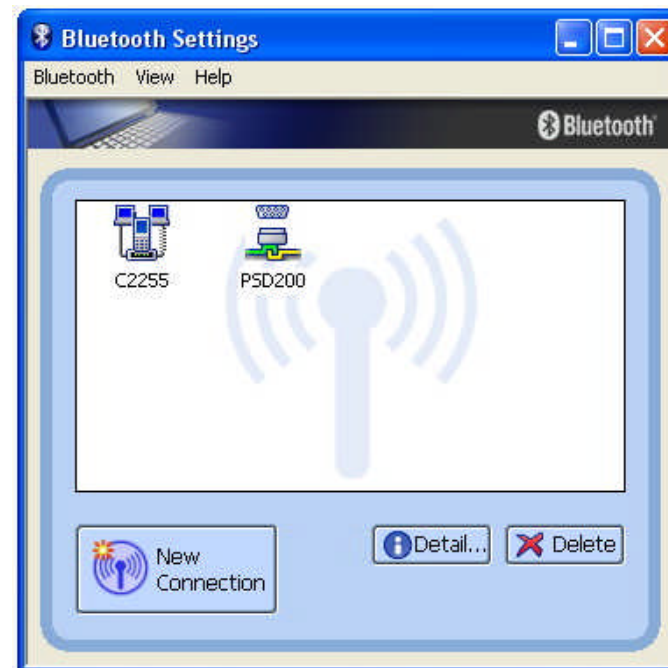 Bluetooth Settings
Bluetooth View Help
Bluetooth
C2255 PSD200
New
Connection
Detail... Delete